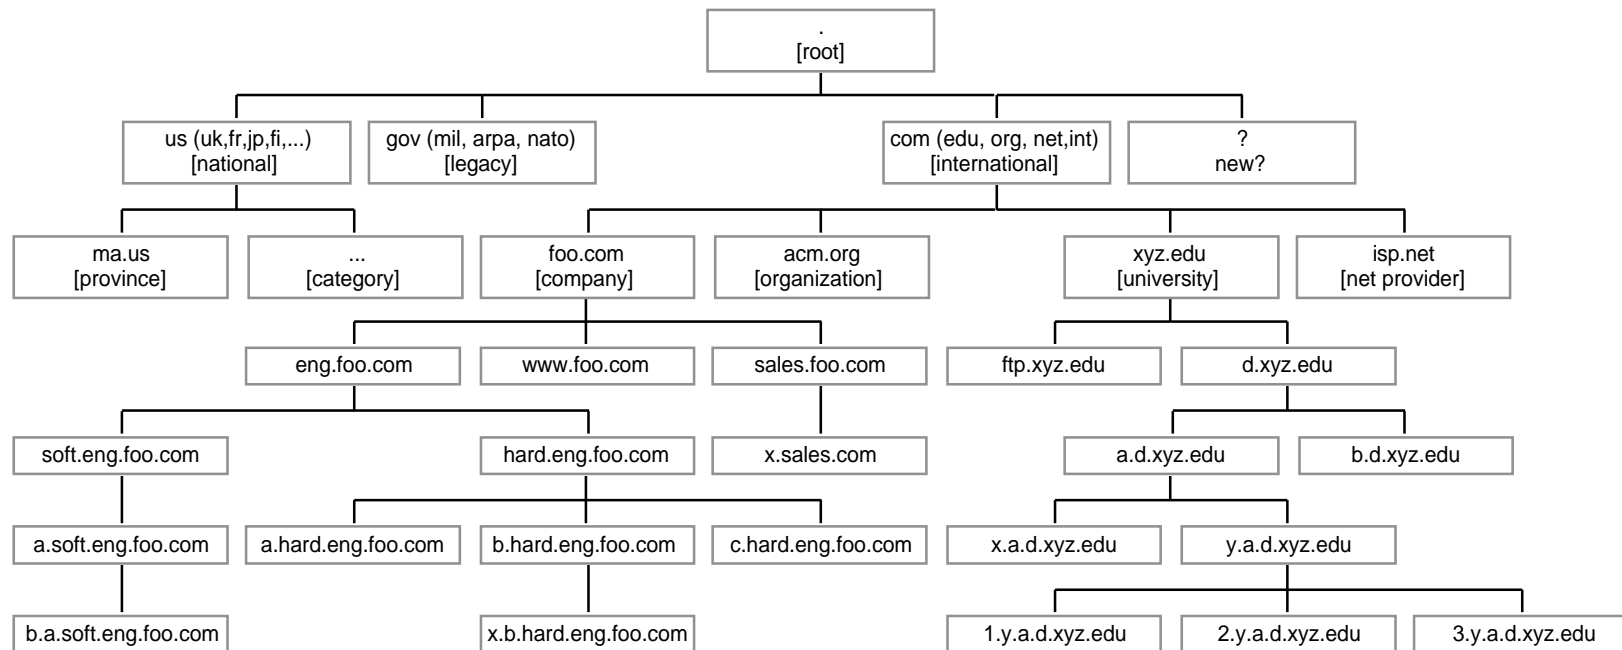 .
[root]
us (uk,fr,jp,fi,...)
[national]
gov (mil, arpa, nato)
[legacy]
com (edu, org, net,int)
[international]
?
new?
ma.us
[province]
...
[category]
foo.com
[company]
acm.org
[organization]
xyz.edu
[university]
isp.net
[net provider]
eng.foo.com
www.foo.com
sales.foo.com
ftp.xyz.edu
d.xyz.edu
soft.eng.foo.com
hard.eng.foo.com
x.sales.com
a.d.xyz.edu
b.d.xyz.edu
a.soft.eng.foo.com
a.hard.eng.foo.com
b.hard.eng.foo.com
c.hard.eng.foo.com
x.a.d.xyz.edu
y.a.d.xyz.edu
b.a.soft.eng.foo.com
x.b.hard.eng.foo.com
1.y.a.d.xyz.edu
2.y.a.d.xyz.edu
3.y.a.d.xyz.edu